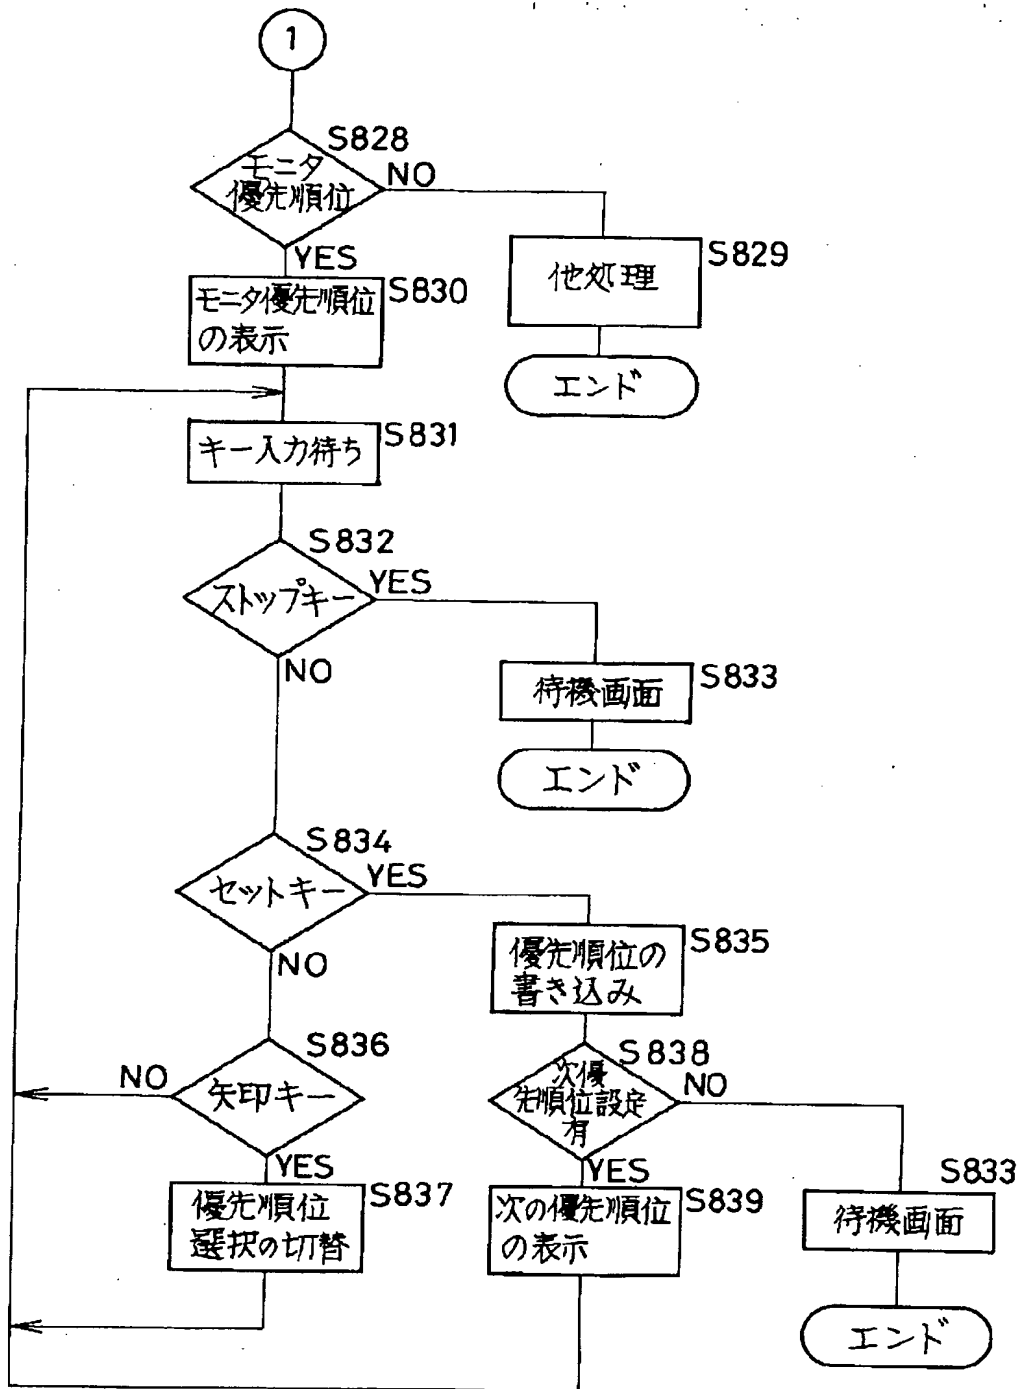 1
S828
モニタ
優先順位
NO
YES
他処理
S829
エンド
モニタ優先順位
の表示
S830
キー入力待ち
S831
S832
ストップキー
YES
NO
待機画面
S833
エンド
S834
セットキー
YES
NO
優先順位の
書き込み
S835
S836
矢印キー
NO
YES
優先順位
選択の切替
S837
S838
次優
先順位設定
有
NO
YES
次の優先順位
の表示
S839
S833
待機画面
エンド